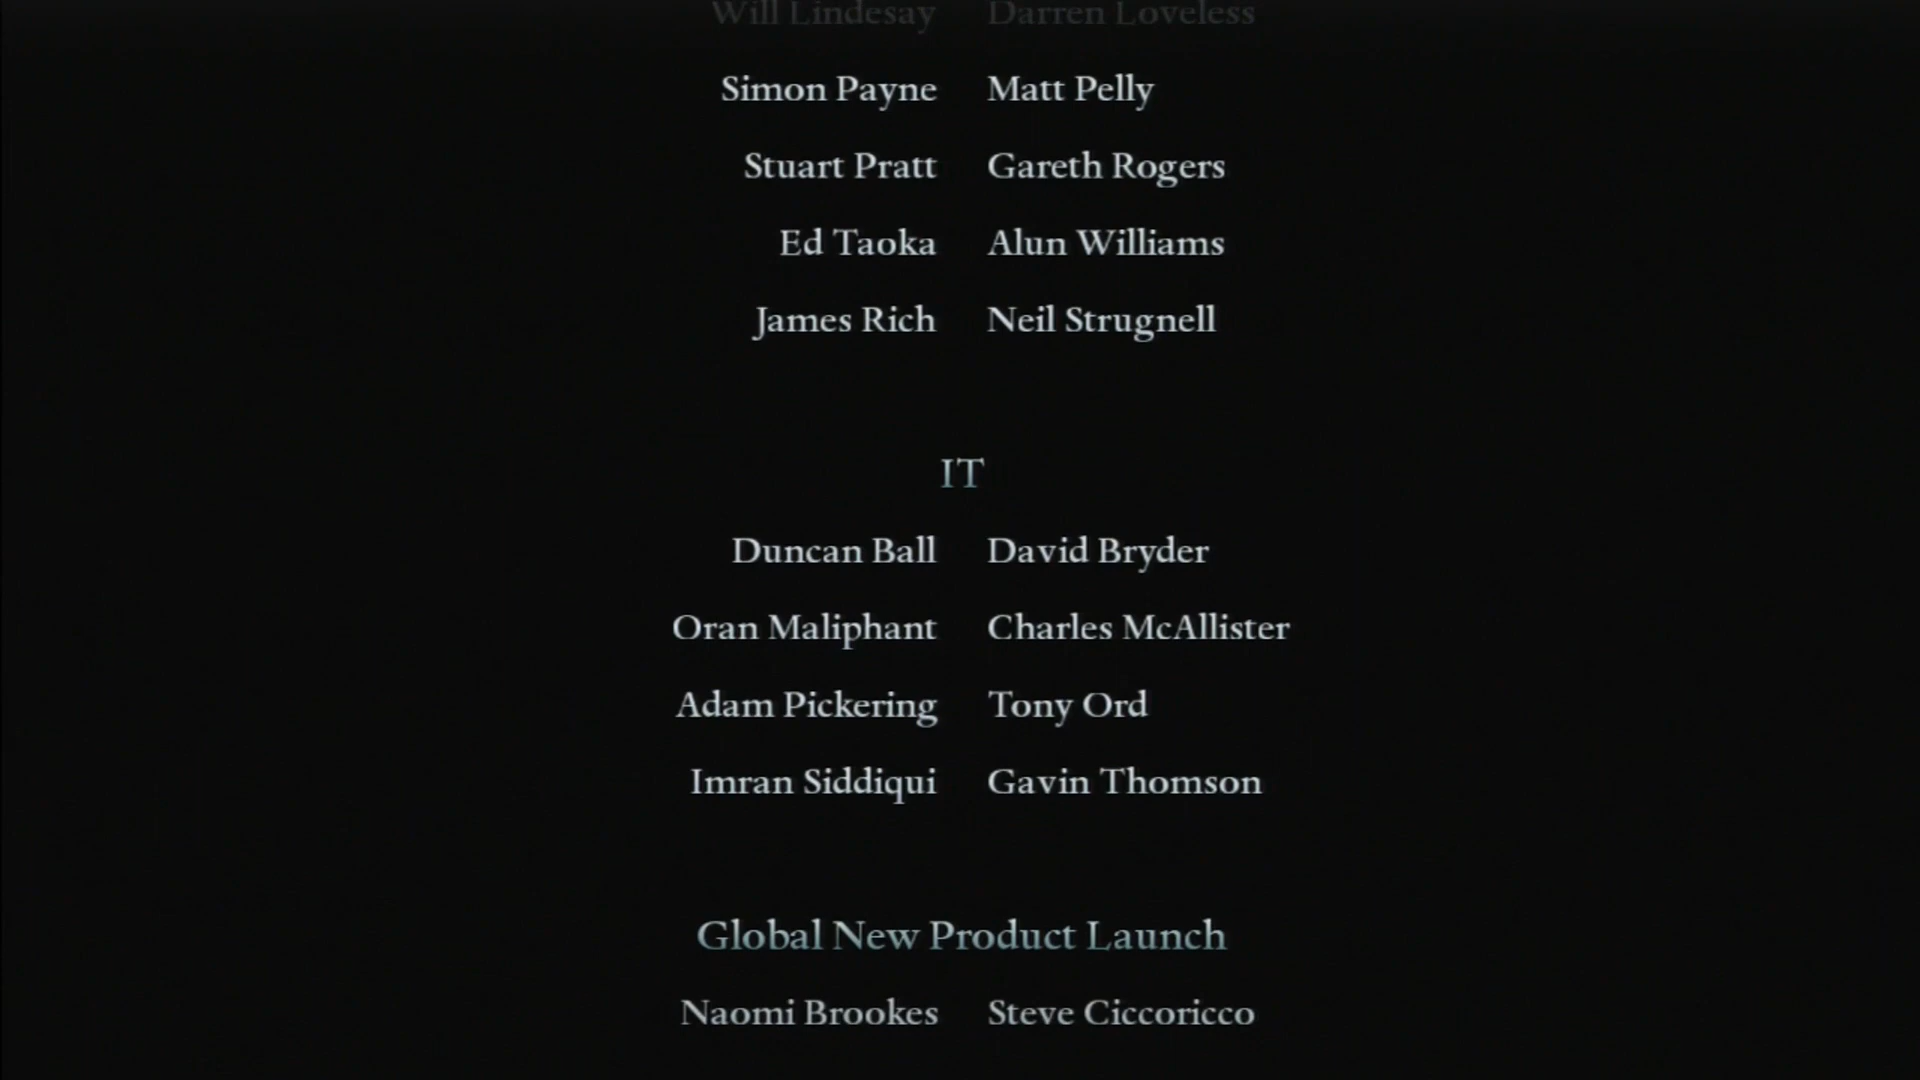 Will Lindesay Darren Loveless
Simon Payne Matt Pelly
Stuart Pratt Gareth Rogers
Ed Taoka Alun Williams
James Rich Neil Strugnell
IT
Duncan Ball David Bryder
Oran Maliphant Charles McAllister
Adam Pickering Tony Ord
Imran Siddiqui Gavin Thomson
Global New Product Launch
Naomi Brookes Steve Ciccoricco